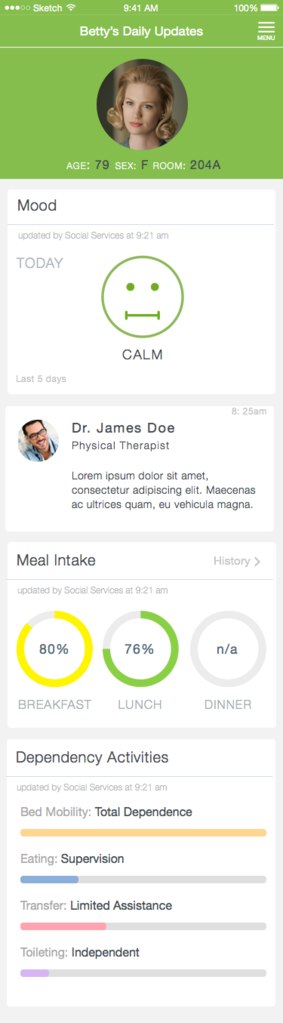 Sketch 9:41 AM 100%
Betty's Daily Updates
MENU
AGE: 79 SEX: F ROOM: 204A
Mood
updated by Social Services at 9:21 am
TODAY
CALM
Last 5 days
8: 25am
Dr. James Doe
Physical Therapist
Lorem ipsum dolor sit amet,
consectetur adipiscing elit. Maecenas
ac ultrices quam, eu vehicula magna.
Meal Intake History
updated by Social Services at 9:21 am
80% 76% n/a
BREAKFAST LUNCH DINNER
Dependency Activities
updated by Social Services at 9:21 am
Bed Mobility: Total Dependence
Eating: Supervision
Transfer: Limited Assistance
Toileting: Independent